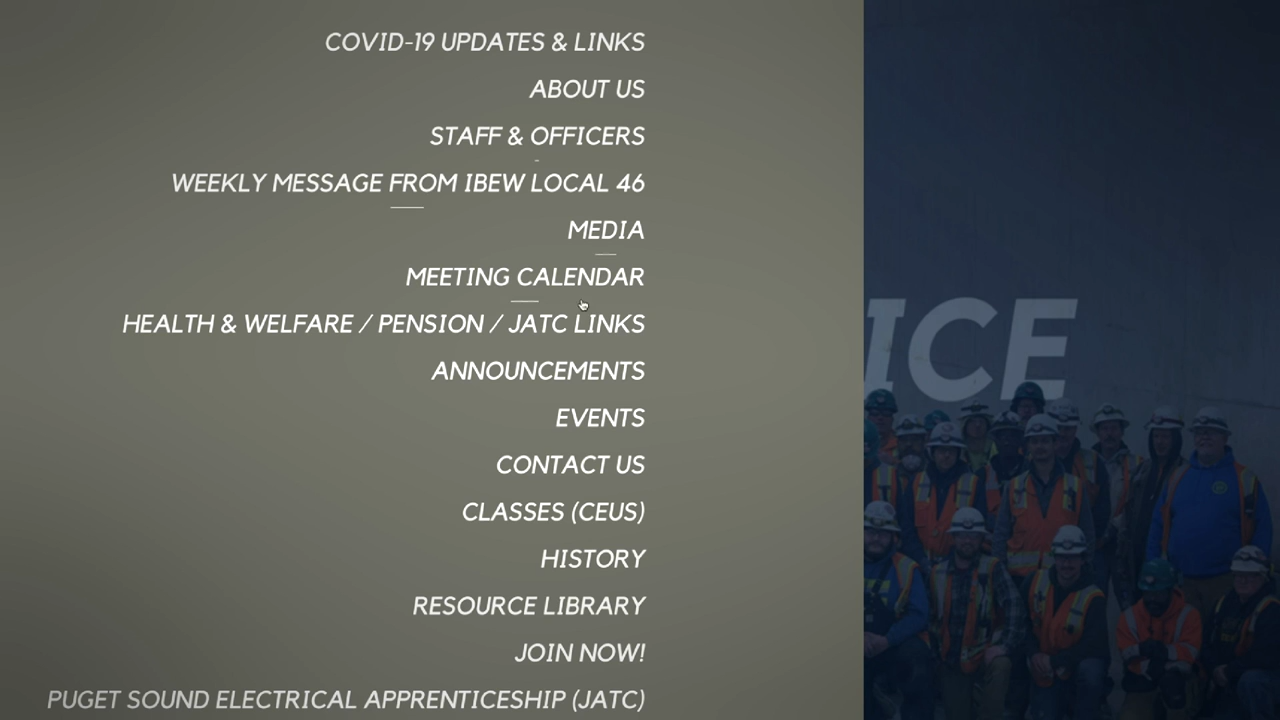 COVID-19 UPDATES & LINKS
ABOUT US
STAFF & OFFICERS
WEEKLY MESSAGE FROM IBEW LOCAL 46
MEDIA
MEETING CALENDAR
HEALTH & WELFARE / PENSION / JATC LINKS
ICE
ANNOUNCEMENTS
EVENTS
CONTACT US
CLASSES (CEUS)
HISTORY
RESOURCE LIBRARY
JOIN NOW!
PUGET SOUND ELECTRICAL APPRENTICESHIP (JATC)